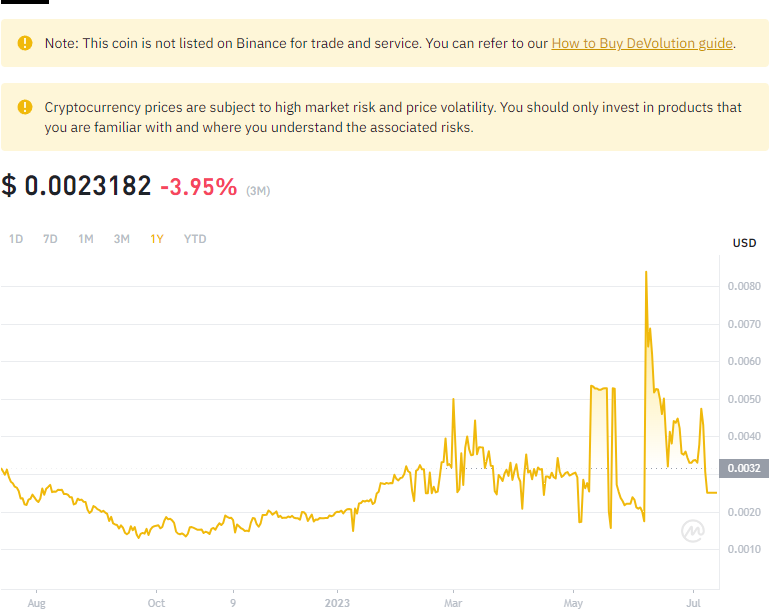 Note: This coin is not listed on Binance for trade and service. You can refer to our How to Buy DeVolution guide.
Cryptocurrency prices are subject to high market risk and price volatility. You should only invest in products that
you are familiar with and where you understand the associated risks.
$ 0.0023182 -3.95% (3M)
1D 7D 1M 3M 1Y YTD
USD
0.0080
0.0070
0.0060
0.0050
0.0040
0.0032
0.0020
0.0010
Aug Oct 9 2023 Mar May Jul